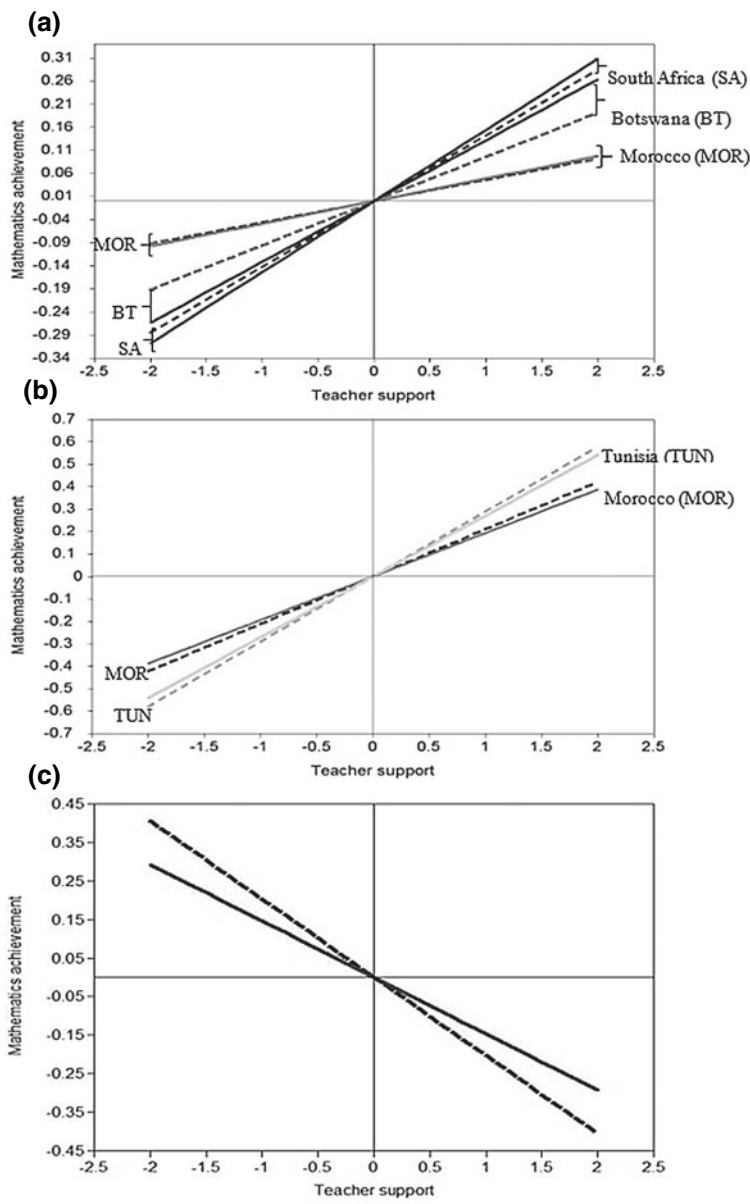 (a)
0.31
0.26
0.21
0.16
0.11
0.06
0.01
-0.04
-0.09
-0.14
-0.19
-0.24
-0.29
-0.34
Mathematics achievement
South Africa (SA)
Botswana (BT)
Morocco (MOR)
MOR
BT
SA
-2.5 -2 -1.5 -1 -0.5 0 0.5 1 1.5 2 2.5
Teacher support
(b)
0.7
0.6
0.5
0.4
0.3
0.2
0.1
0
-0.1
-0.2
-0.3
-0.4
-0.5
-0.6
-0.7
Mathematics achievement
Tunisia (TUN)
Morocco (MOR)
MOR
TUN
-2.5 -2 -1.5 -1 -0.5 0 0.5 1 1.5 2 2.5
Teacher support
(c)
0.45
0.35
0.25
0.15
0.05
-0.05
-0.15
-0.25
-0.35
-0.45
Mathematics achievement
-2.5 -2 -1.5 -1 -0.5 0 0.5 1 1.5 2 2.5
Teacher support